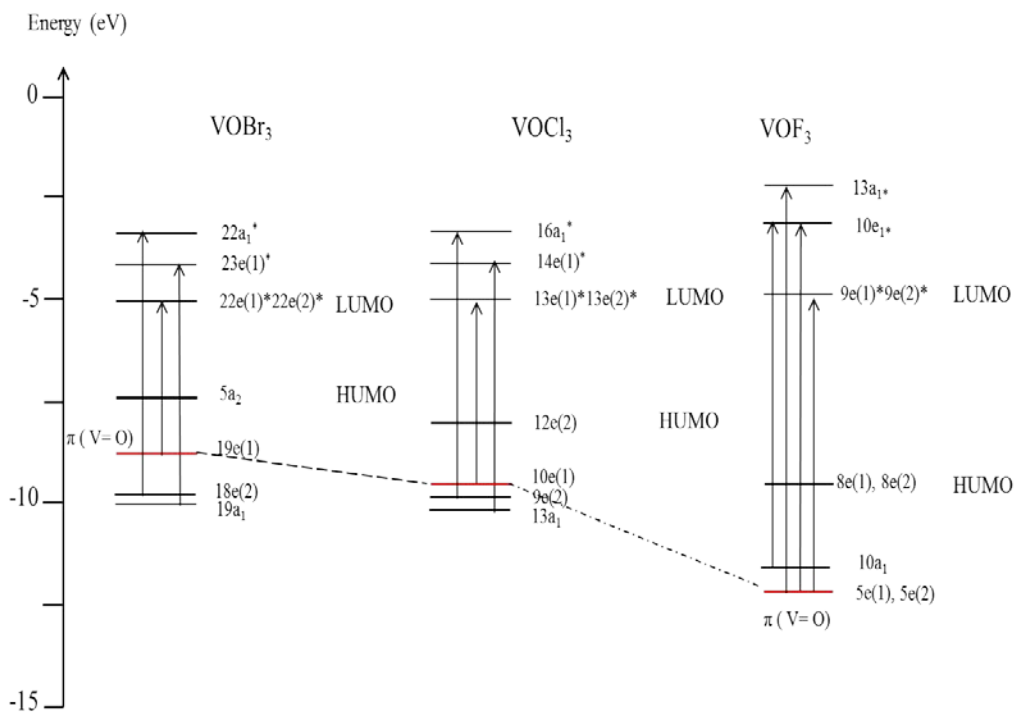 Energy (eV)
0
-5
-10
-15
VOBr₃
22a₁*
23e(1)*
22e(1)*22e(2)*
LUMO
5a₂
HUMO
π ( V= O)
19e(1)
18e(2)
19a₁
VOCl₃
16a₁*
14e(1)*
13e(1)*13e(2)*
LUMO
12e(2)
HUMO
10e(1)
9e(2)
13a₁
VOF₃
13a₁*
10e₁*
9e(1)*9e(2)*
LUMO
8e(1), 8e(2)
HUMO
10a₁
5e(1), 5e(2)
π ( V= O)